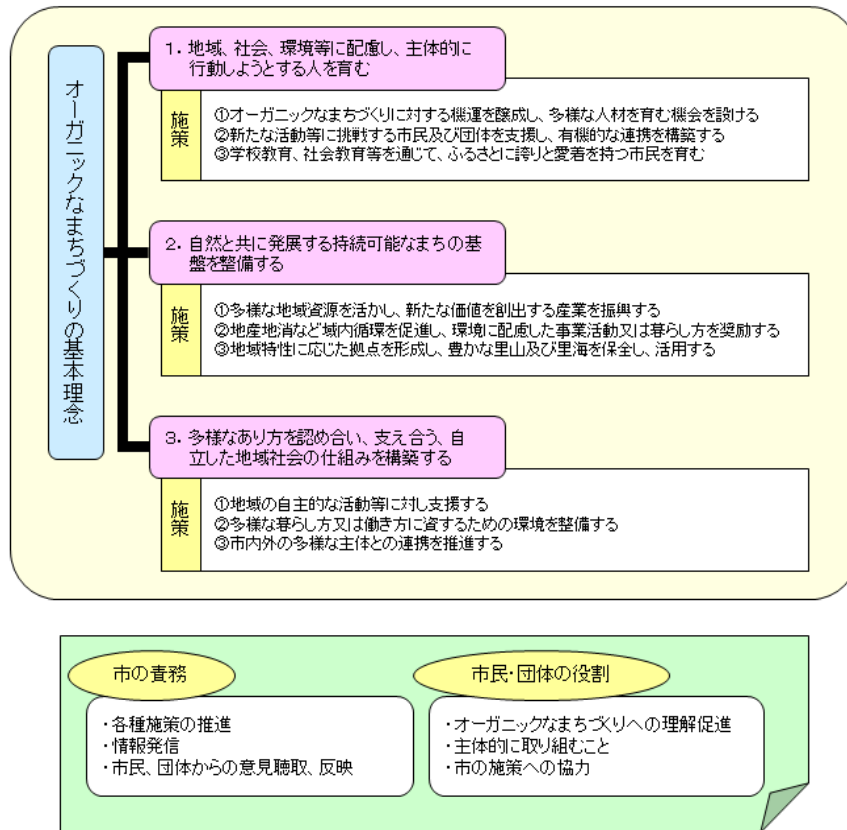 オーガニックなまちづくりの基本理念
1．地域、社会、環境等に配慮し、主体的に
行動しようとする人を育む
施策
①オーガニックなまちづくりに対する機運を醸成し、多様な人材を育む機会を設ける
②新たな活動等に挑戦する市民及び団体を支援し、有機的な連携を構築する
③学校教育、社会教育等を通じて、ふるさとに誇りと愛着を持つ市民を育む
2．自然と共に発展する持続可能なまちの基
盤を整備する
施策
①多様な地域資源を活かし、新たな価値を創出する産業を振興する
②地産地消など域内循環を促進し、環境に配慮した事業活動又は暮らし方を奨励する
③地域特性に応じた拠点を形成し、豊かな里山及び里海を保全し、活用する
3．多様なあり方を認め合い、支え合う、自
立した地域社会の仕組みを構築する
施策
①地域の自主的な活動等に対し支援する
②多様な暮らし方又は働き方に資するための環境を整備する
③市内外の多様な主体との連携を推進する
市の責務
・各種施策の推進
・情報発信
・市民、団体からの意見聴取、反映
市民・団体の役割
・オーガニックなまちづくりへの理解促進
・主体的に取り組むこと
・市の施策への協力